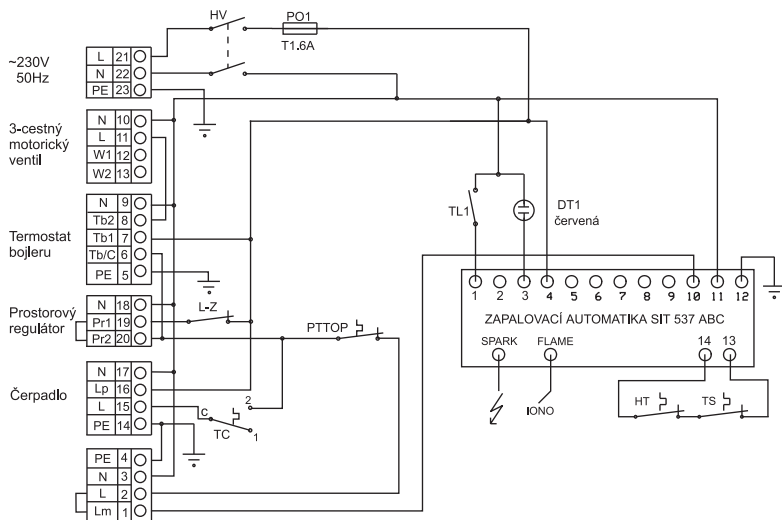 HV
PO1
T1.6A
~230V
50Hz
L 21
N 22
PE 23
3-cestný
motorický
ventil
N 10
L 11
W1 12
W2 13
Termostat
bojleru
N 9
Tb2 8
Tb1 7
Tb/C 6
PE 5
TL1
DT1
červená
Prostorový
regulátor
N 18
Pr1 19
Pr2 20
L-Z
PTTOP
Čerpadlo
N 17
Lp 16
L 15
PE 14
C
2
1
TC
PE 4
N 3
L 2
Lm 1
1 2 3 4 5 6 7 8 9 10 11 12
ZAPALOVACÍ AUTOMATIKA SIT 537 ABC
SPARK
FLAME
14 13
IONO
HT
TS